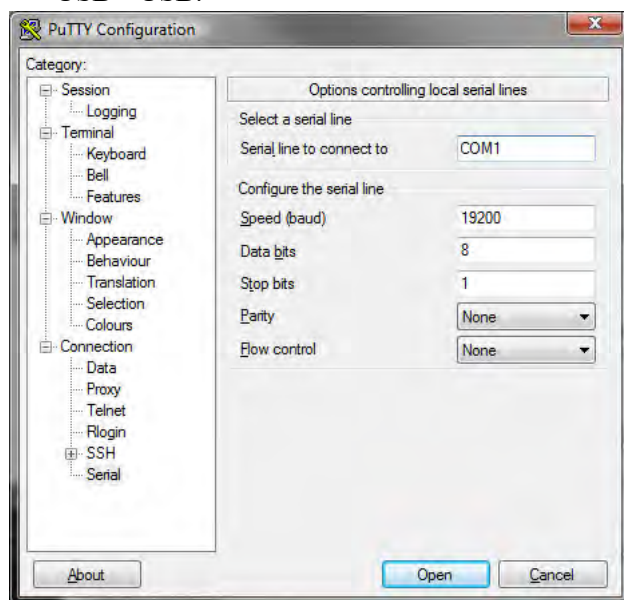 PuTTY Configuration
Category:
Session
Logging
Terminal
Keyboard
Bell
Features
Window
Appearance
Behaviour
Translation
Selection
Colours
Connection
Data
Proxy
Telnet
Rlogin
SSH
Serial
Options controlling local serial lines
Select a serial line
Serial line to connect to COM1
Configure the serial line
Speed (baud) 19200
Data bits 8
Stop bits 1
Parity None
Flow control None
About Open Cancel